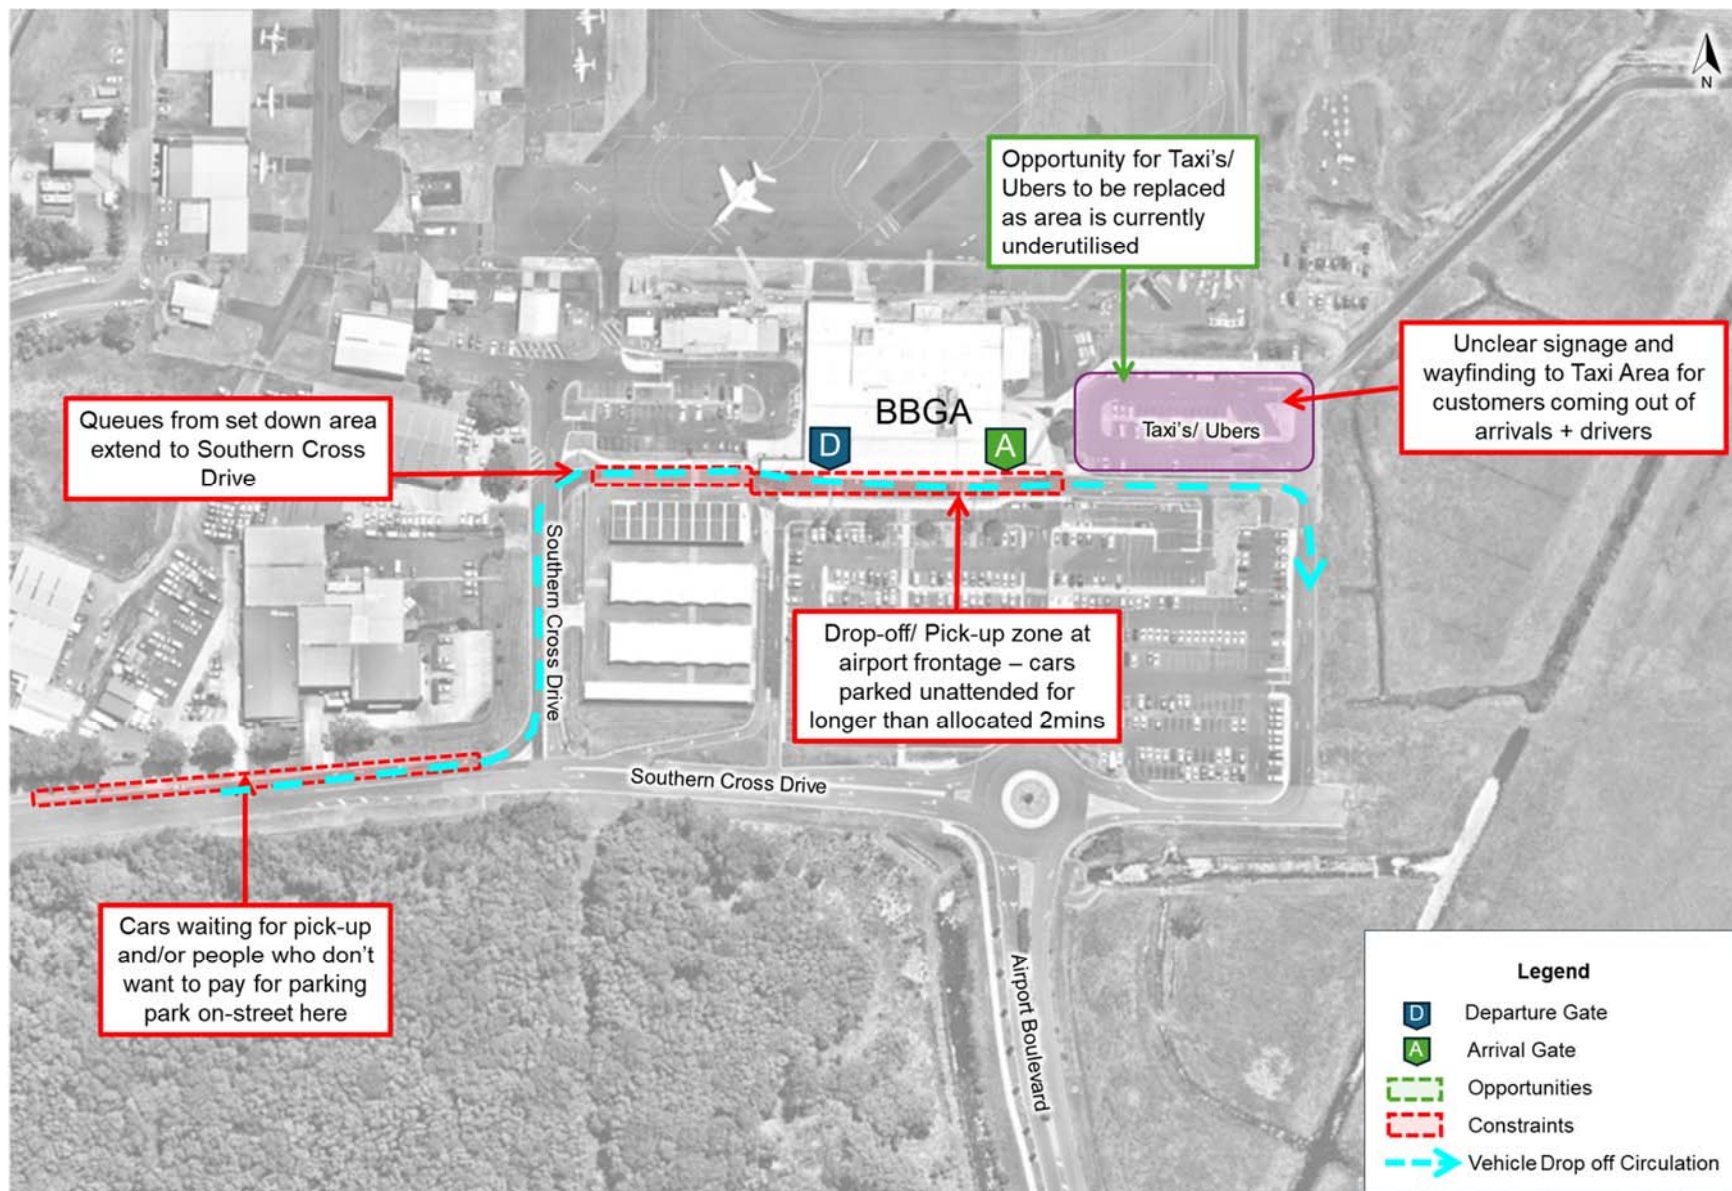 N
Opportunity for Taxi's/
Ubers to be replaced
as area is currently
underutilised
Unclear signage and
wayfinding to Taxi Area for
customers coming out of
arrivals + drivers
Queues from set down area
extend to Southern Cross
Drive
BBGA
D
A
Taxi's/ Ubers
Southern Cross Drive
Drop-off/ Pick-up zone at
airport frontage – cars
parked unattended for
longer than allocated 2mins
Southern Cross Drive
Cars waiting for pick-up
and/or people who don't
want to pay for parking
park on-street here
Airport Boulevard
Legend
D Departure Gate
A Arrival Gate
Opportunities
Constraints
Vehicle Drop off Circulation